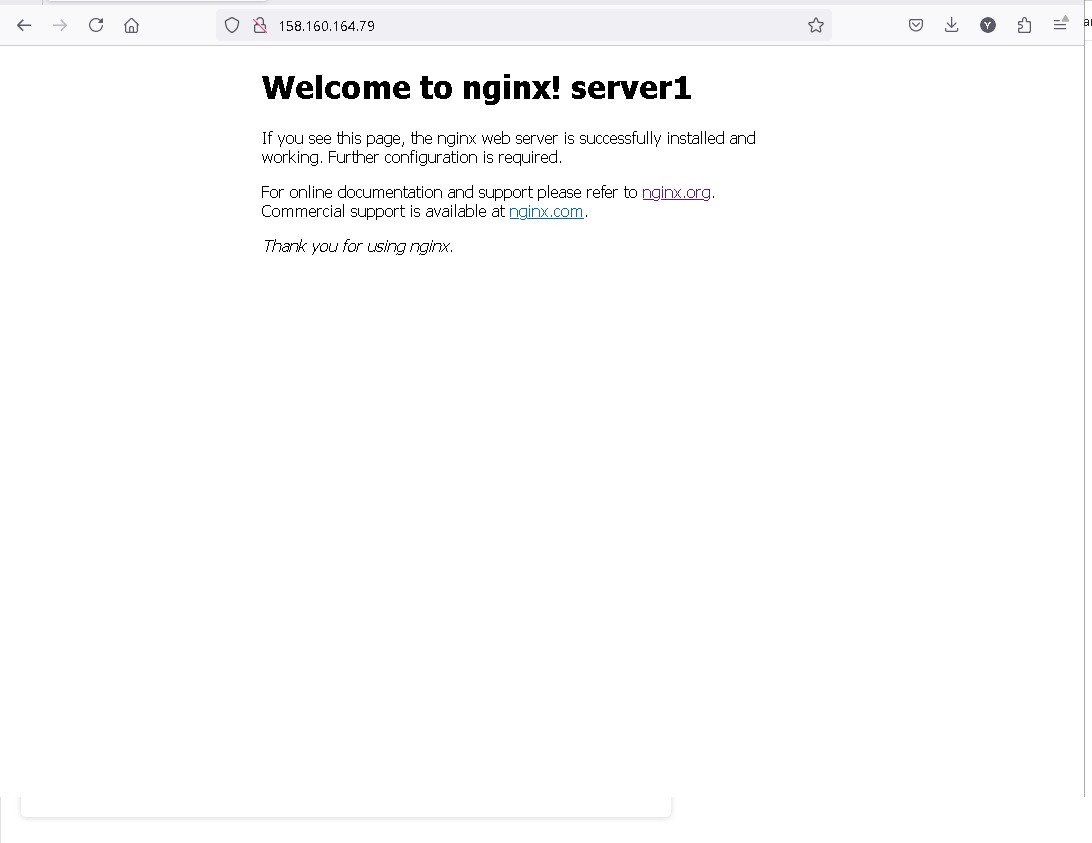 158.160.164.79
Welcome to nginx! server1
If you see this page, the nginx web server is successfully installed and
working. Further configuration is required.
For online documentation and support please refer to nginx.org.
Commercial support is available at nginx.com.
Thank you for using nginx.